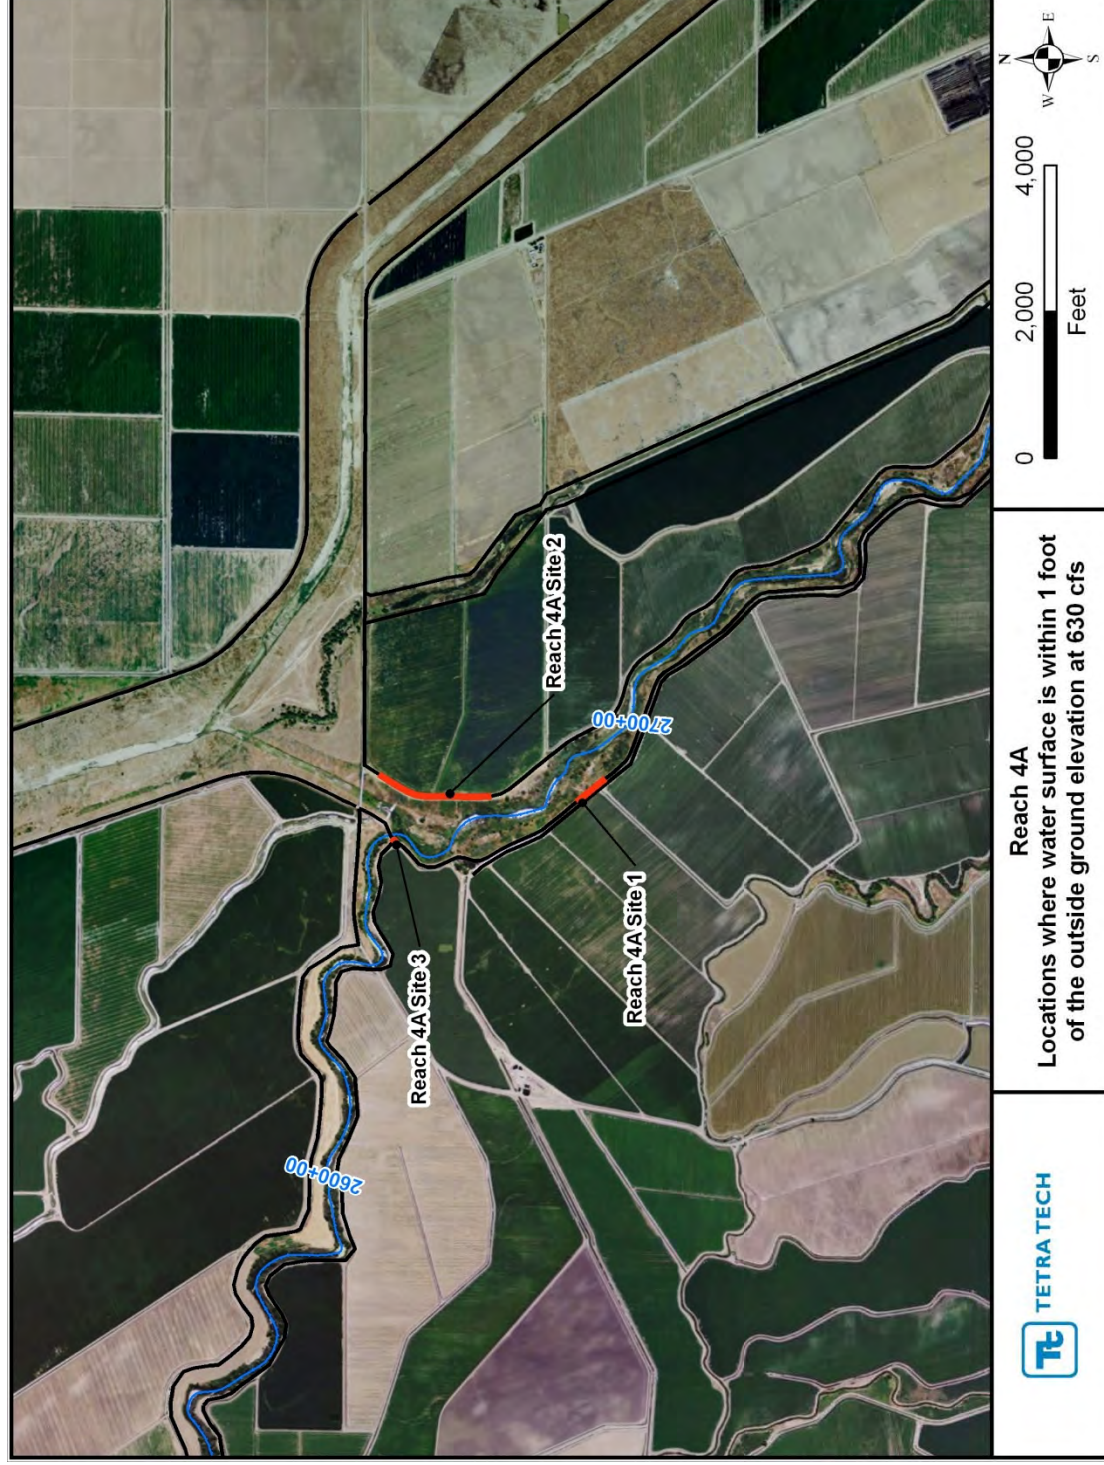 Reach 4A Site 2
2700+00
Reach 4A Site 3
Reach 4A Site 1
2600+00
TETRA TECH
Reach 4A
Locations where water surface is within 1 foot
of the outside ground elevation at 630 cfs
0 2,000 4,000
Feet
N
W E
S